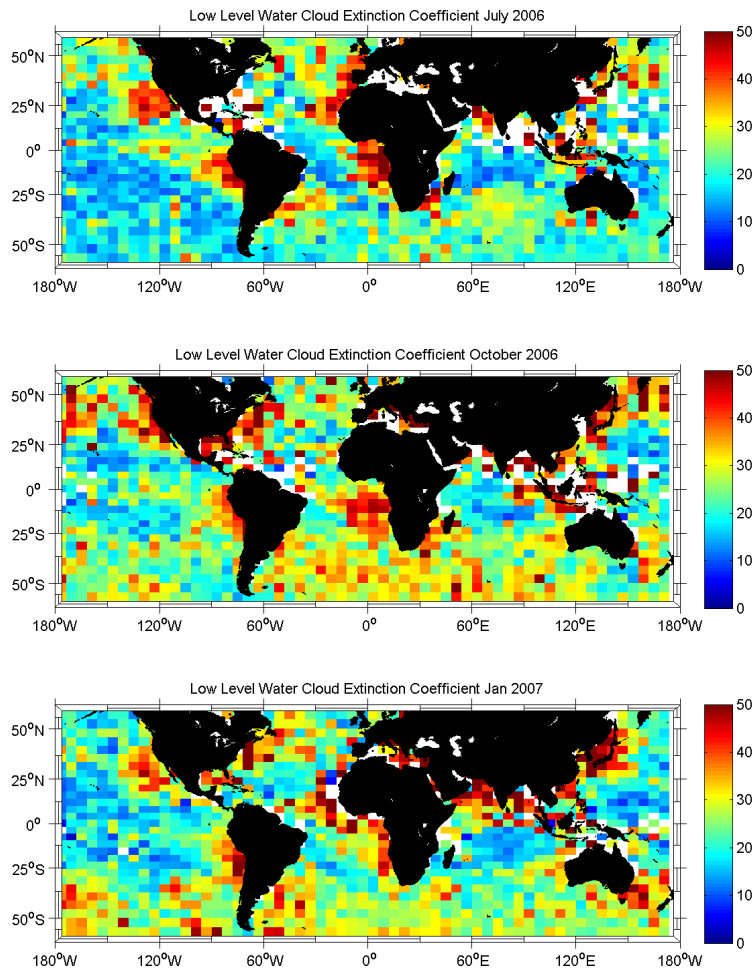 Low Level Water Cloud Extinction Coefficient July 2006
50°N
25°N
0°
25°S
50°S
180°W 120°W 60°W 0° 60°E 120°E 180°W
50
40
30
20
10
0
Low Level Water Cloud Extinction Coefficient October 2006
50°N
25°N
0°
25°S
50°S
180°W 120°W 60°W 0° 60°E 120°E 180°W
50
40
30
20
10
0
Low Level Water Cloud Extinction Coefficient Jan 2007
50°N
25°N
0°
25°S
50°S
180°W 120°W 60°W 0° 60°E 120°E 180°W
50
40
30
20
10
0